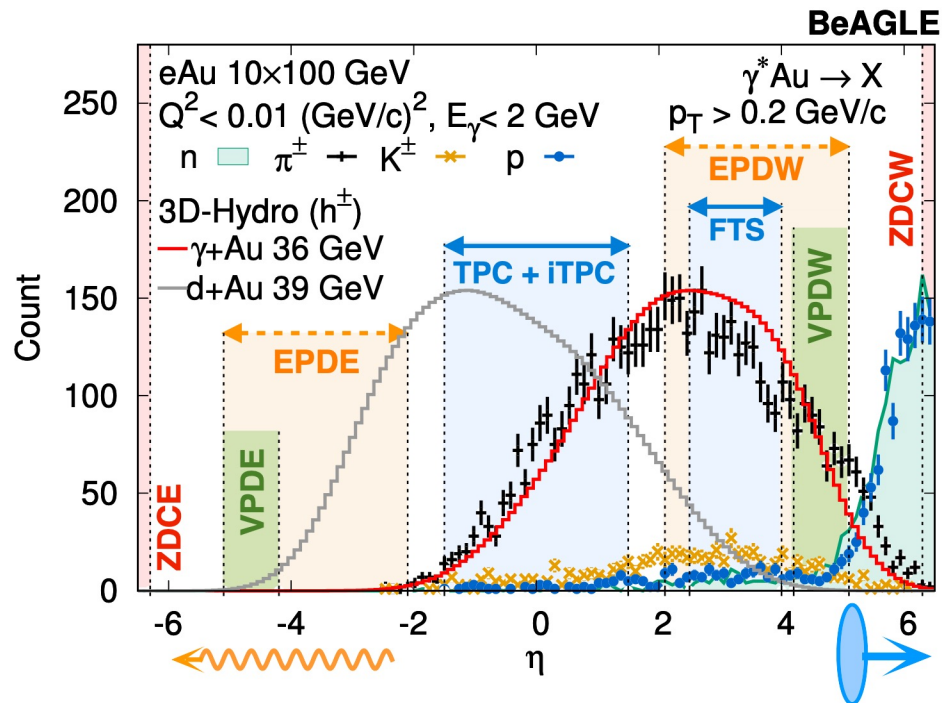 BeAGLE
eAu 10×100 GeV
Q² < 0.01 (GeV/c)², Eγ < 2 GeV
n π± K± p
3D-Hydro (h±)
γ+Au 36 GeV
d+Au 39 GeV
γ*Au → X
pT > 0.2 GeV/c
EPDW
FTS
TPC + iTPC
EPDE
VPDE
VPDW
ZDCE
ZDCW
Count
250
200
150
100
50
0
-6 -4 -2 0 2 4 6
η